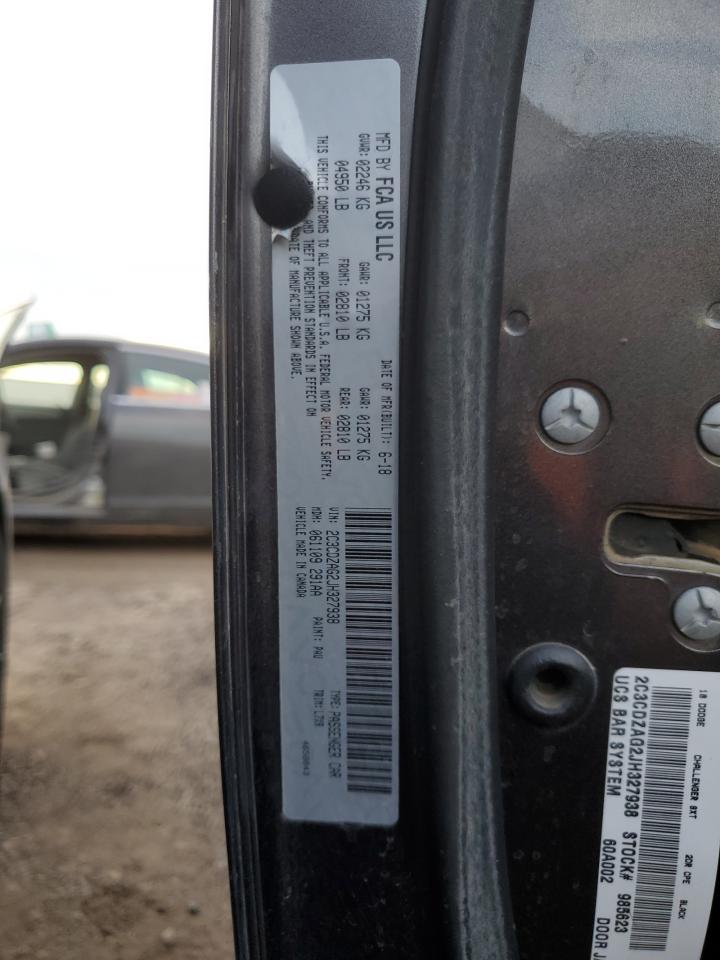 MFD BY FCA US LLC
DATE OF MFR(BUILT): 6-18
GVWR: 02246 KG GAWR: 01275 KG GAWR: 01275 KG
04950 LB FRONT: 02810 LB REAR: 02810 LB
THIS VEHICLE CONFORMS TO ALL APPLICABLE U.S.A. FEDERAL MOTOR VEHICLE SAFETY,
AND THEFT PREVENTION STANDARDS IN EFFECT ON
DATE OF MANUFACTURE SHOWN ABOVE.
VIN: 2C3CDZAG2JH327938 TYPE: PASSENGER CAR
MDH: 061109 291AA PAINT: PAU TRIM: L7X9
VEHICLE MADE IN CANADA
18 DODGE CHALLENGER SXT 2DR CPE BLACK
2C3CDZAG2JH327938 STOCK# 985623
UCS BAR SYSTEM 60A002 DOOR